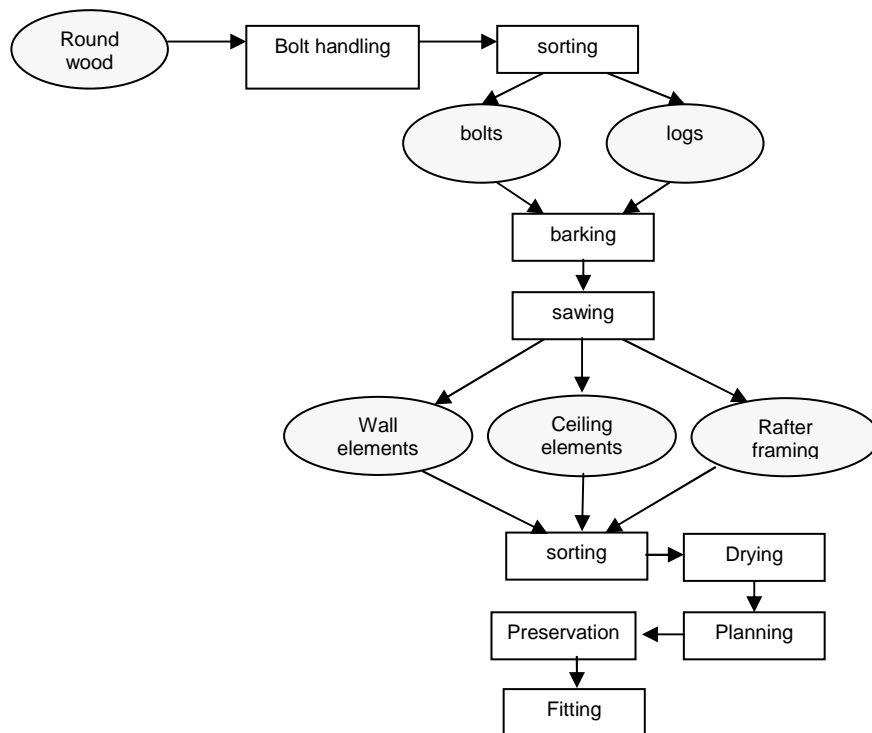 Round
wood
Bolt handling
sorting
bolts
logs
barking
sawing
Wall
elements
Ceiling
elements
Rafter
framing
sorting
Drying
Preservation
Planning
Fitting